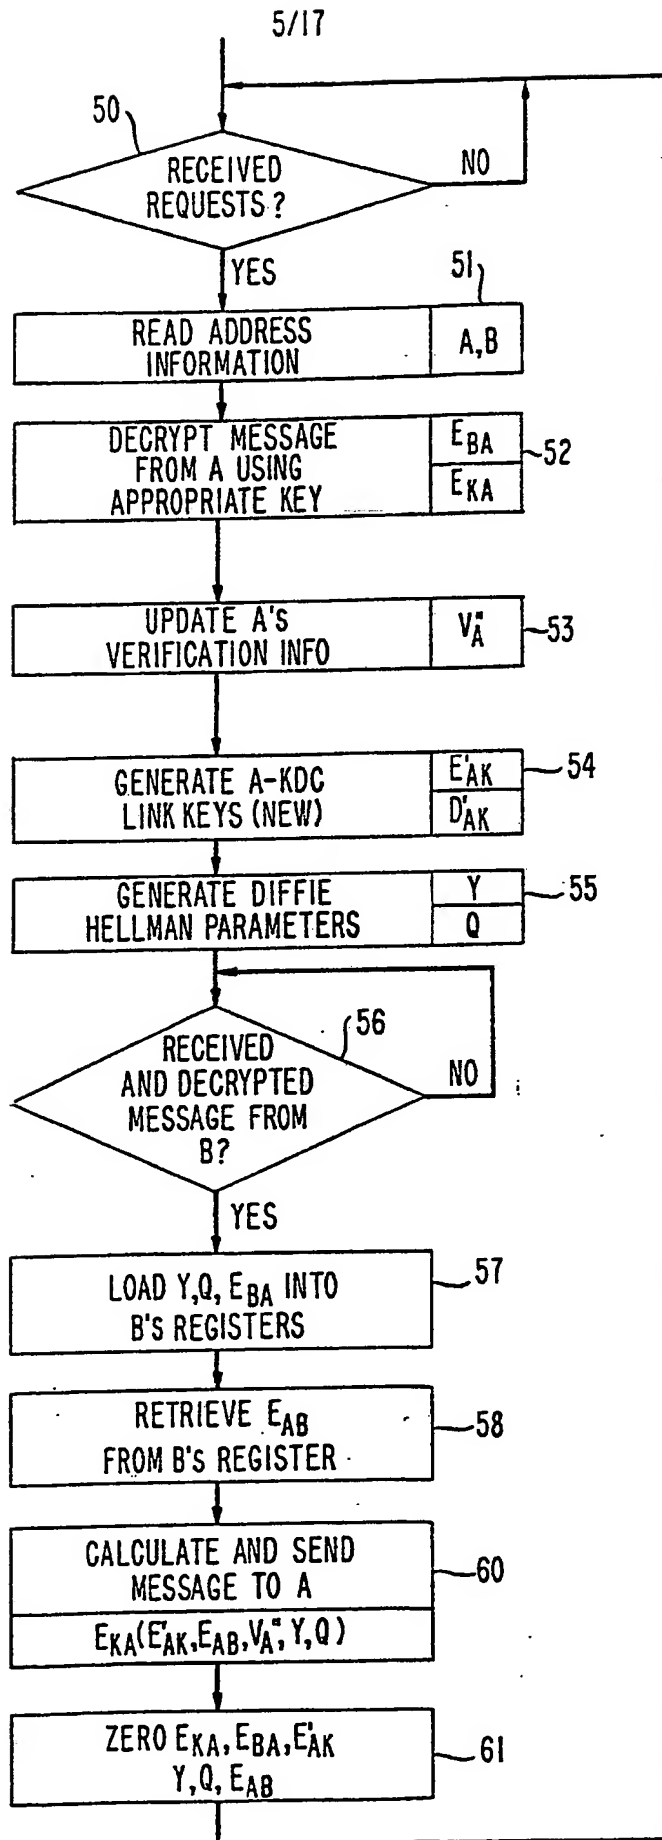 5/17
50
RECEIVED
REQUESTS?
NO
YES
51
READ ADDRESS
INFORMATION
A,B
DECRYPT MESSAGE
FROM A USING
APPROPRIATE KEY
E_BA
E_KA
52
UPDATE A'S
VERIFICATION INFO
V_A"
53
GENERATE A-KDC
LINK KEYS (NEW)
E'_AK
D'_AK
54
GENERATE DIFFIE
HELLMAN PARAMETERS
Y
Q
55
56
RECEIVED
AND DECRYPTED
MESSAGE FROM
B?
NO
YES
LOAD Y,Q, E_BA INTO
B'S REGISTERS
57
RETRIEVE E_AB
FROM B'S REGISTER
58
CALCULATE AND SEND
MESSAGE TO A
60
E_KA(E'_AK,E_AB,V_A",Y,Q)
ZERO E_KA,E_BA,E'_AK
Y,Q,E_AB
61